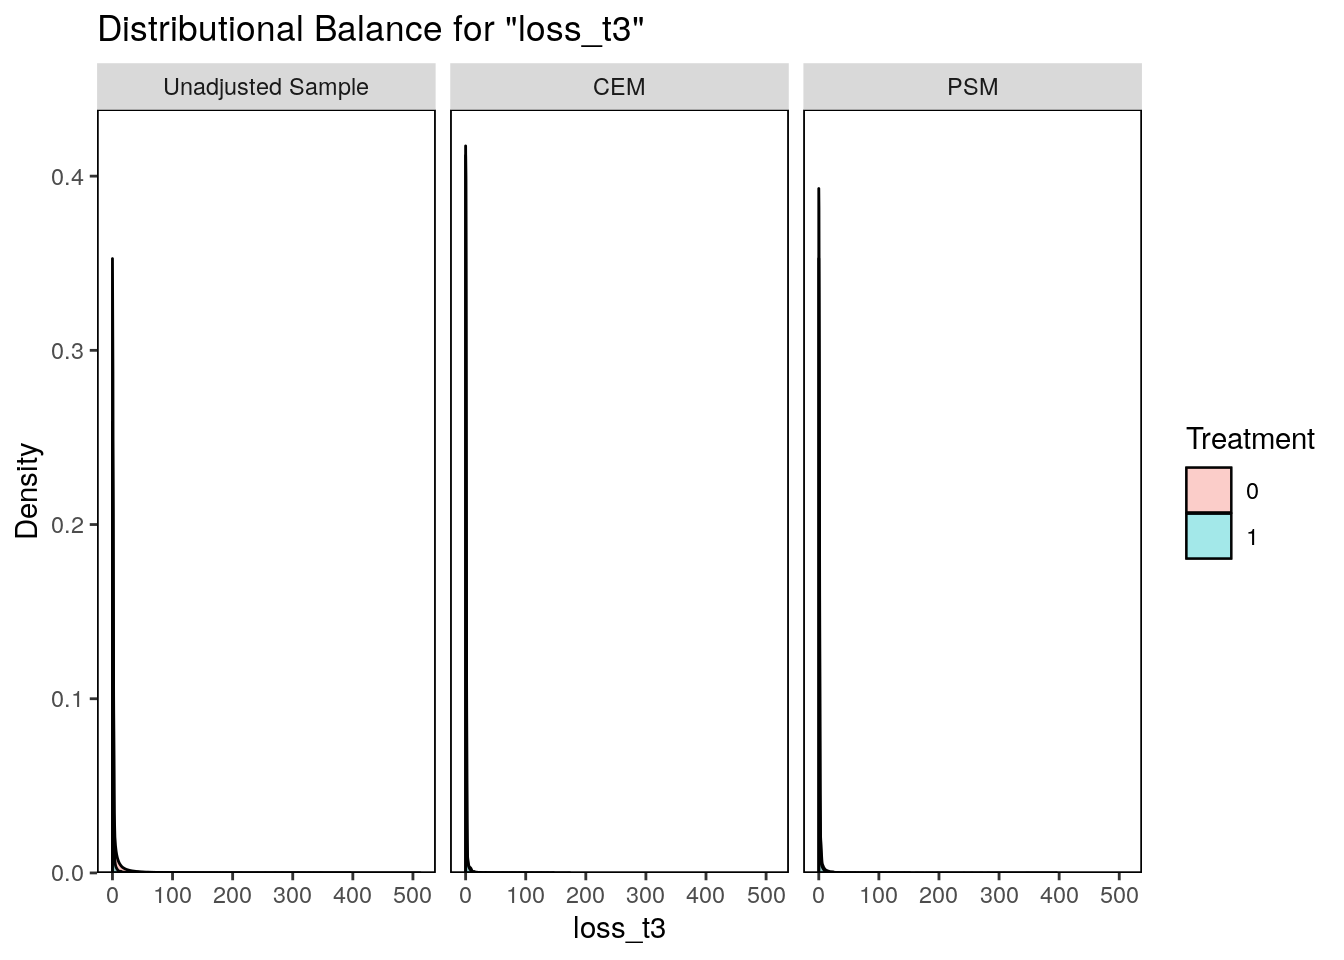 Distributional Balance for "loss_t3"
Unadjusted Sample CEM PSM
0.4
0.3
0.2
0.1
0.0
Density
0 100 200 300 400 500 0 100 200 300 400 500 0 100 200 300 400 500
loss_t3
Treatment
0
1